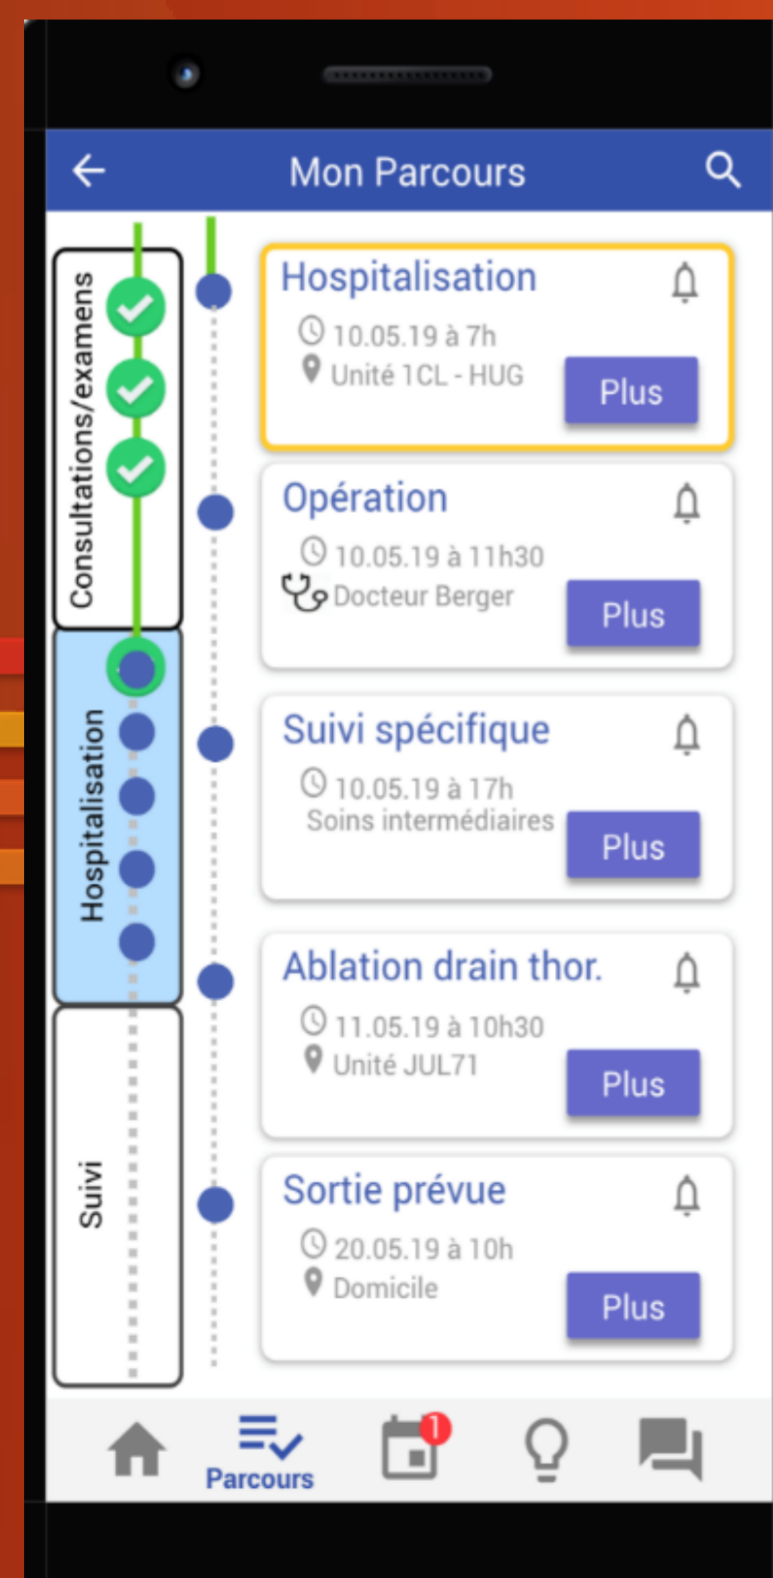 Mon Parcours
Consultations/examens
Hospitalisation
Suivi
Hospitalisation
10.05.19 à 7h
Unité 1CL - HUG
Plus
Opération
10.05.19 à 11h30
Docteur Berger
Plus
Suivi spécifique
10.05.19 à 17h
Soins intermédiaires
Plus
Ablation drain thor.
11.05.19 à 10h30
Unité JUL71
Plus
Sortie prévue
20.05.19 à 10h
Domicile
Plus
1
Parcours